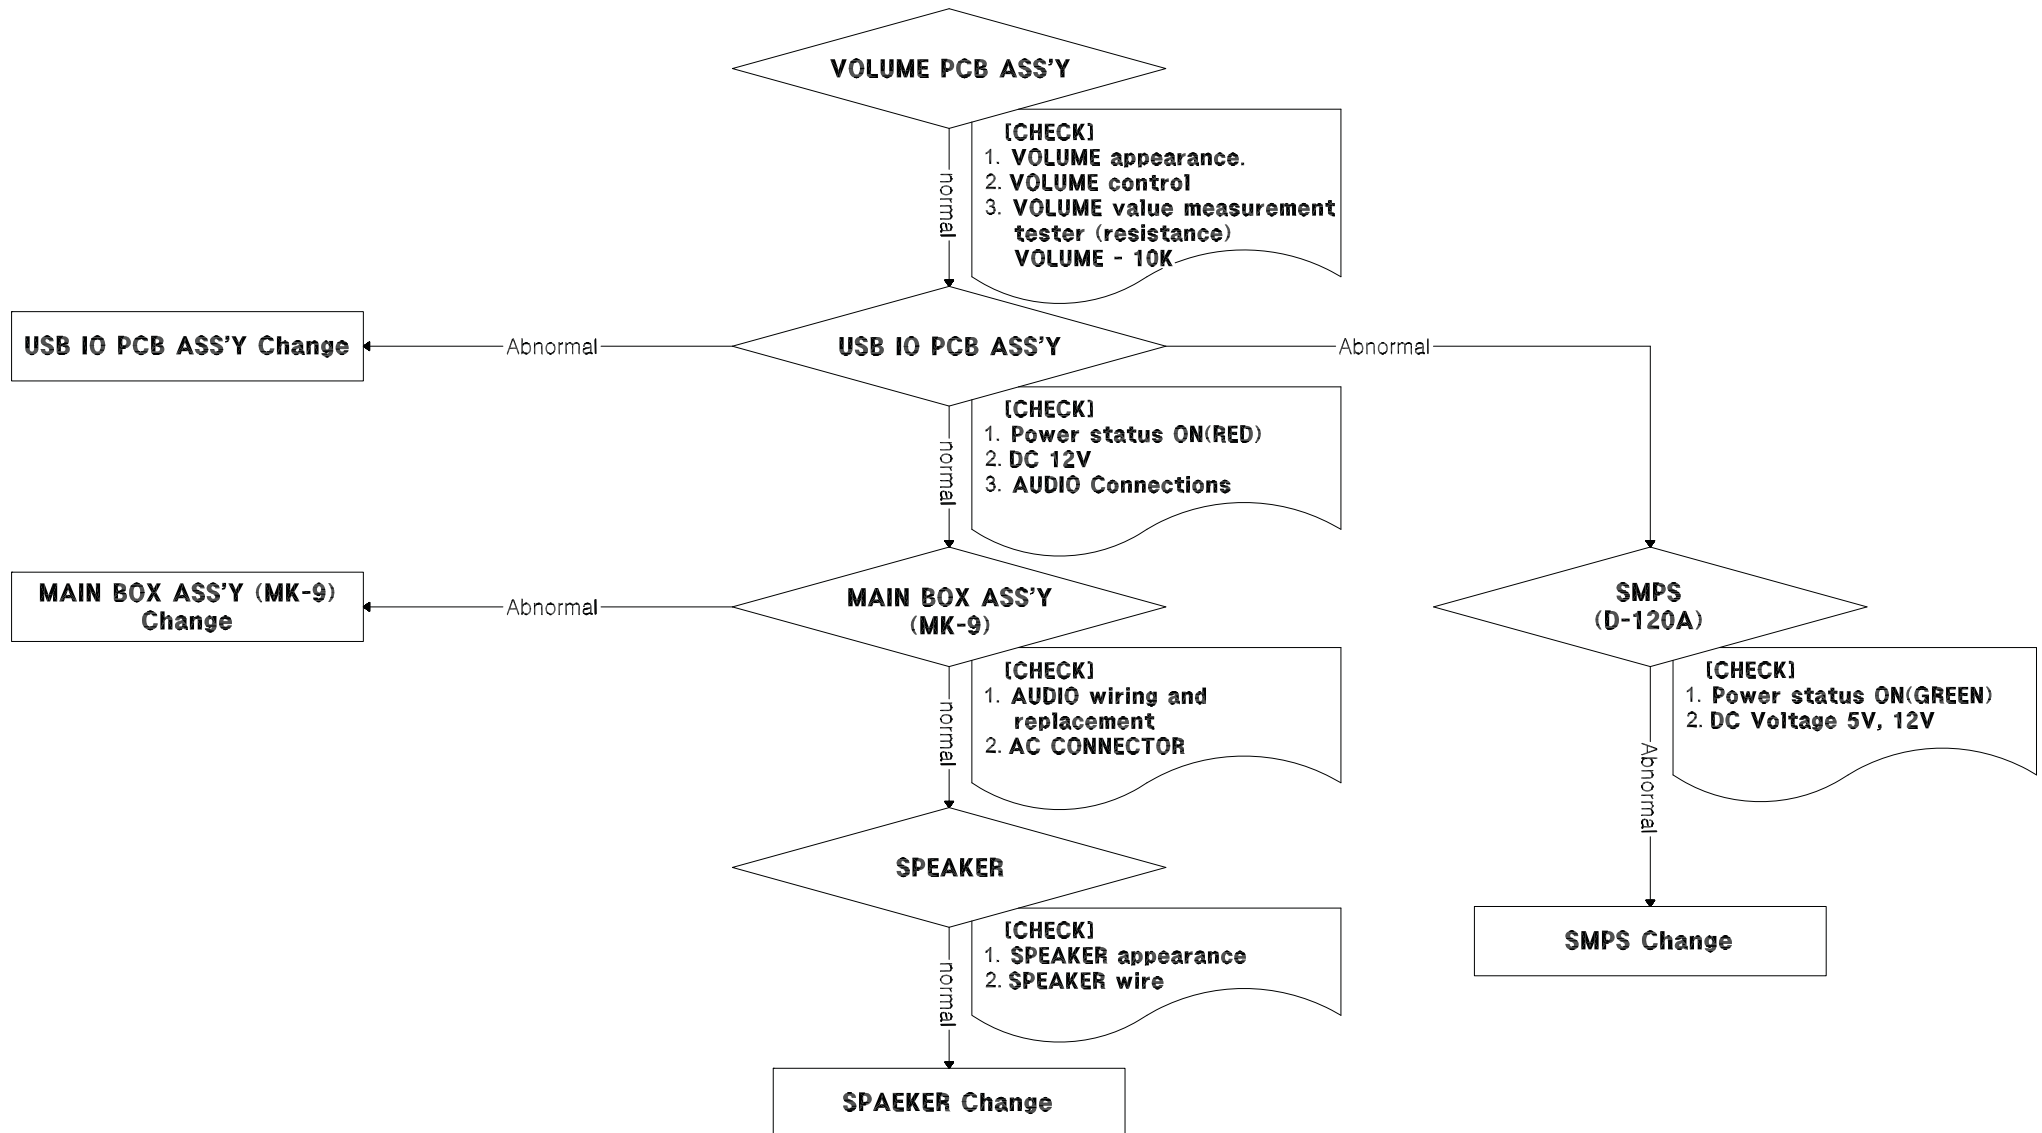 VOLUME PCB ASS'Y
[CHECK]
1. VOLUME appearance.
2. VOLUME control
3. VOLUME value measurement
tester (resistance)
VOLUME - 10K
normal
USB IO PCB ASS'Y Change
Abnormal
USB IO PCB ASS'Y
Abnormal
[CHECK]
1. Power status ON(RED)
2. DC 12V
3. AUDIO Connections
normal
MAIN BOX ASS'Y (MK-9)
Change
Abnormal
MAIN BOX ASS'Y
(MK-9)
SMPS
(D-120A)
[CHECK]
1. AUDIO wiring and
replacement
2. AC CONNECTOR
normal
[CHECK]
1. Power status ON(GREEN)
2. DC Voltage 5V, 12V
Abnormal
SPEAKER
[CHECK]
1. SPEAKER appearance
2. SPEAKER wire
normal
SMPS Change
SPAEKER Change